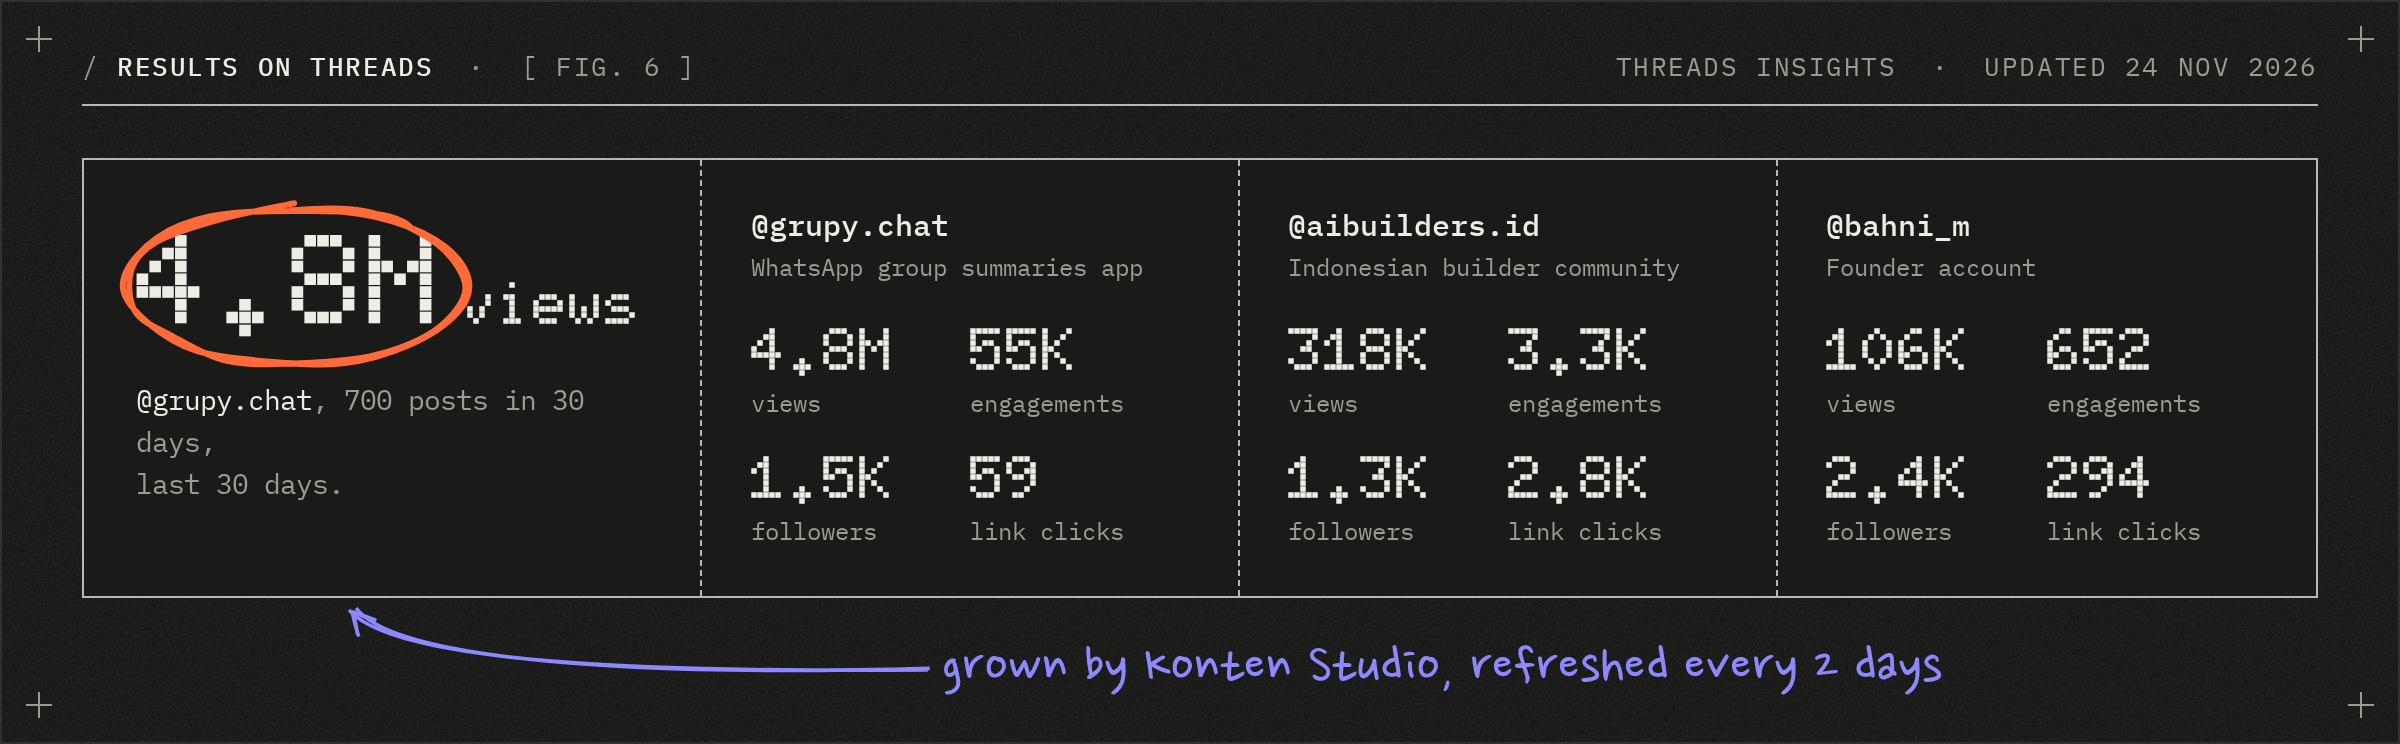 / RESULTS ON THREADS · [ FIG. 6 ]
THREADS INSIGHTS · UPDATED 24 NOV 2026
4.8M views
@grupy.chat, 700 posts in 30
days,
last 30 days.
@grupy.chat
WhatsApp group summaries app
4.8M 55K
views engagements
1.5K 59
followers link clicks
@aibuilders.id
Indonesian builder community
318K 3.3K
views engagements
1.3K 2.8K
followers link clicks
@bahni_m
Founder account
106K 652
views engagements
2.4K 294
followers link clicks
grown by Konten Studio, refreshed every 2 days